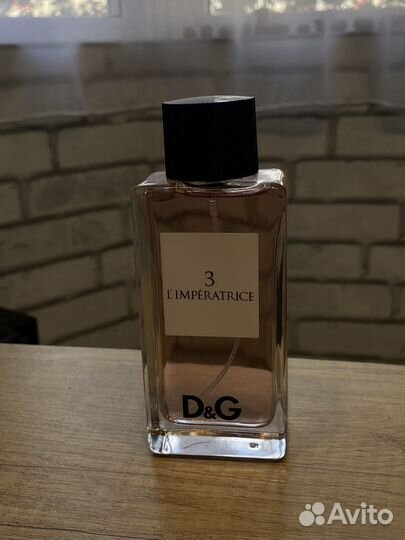 3
L'IMPÉRATRICE
D&G
Avito